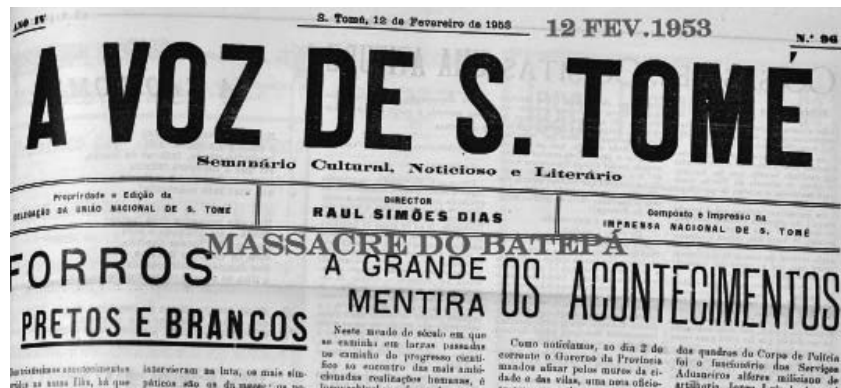 ANO IV
S. Tomé, 12 de Fevereiro de 1953
12 FEV.1953
N.º 96
A VOZ DE S. TOMÉ
Semanário Cultural, Noticioso e Literário
Propriedade e Edição da
DELEGAÇÃO DA UNIÃO NACIONAL DE S. TOMÉ
DIRECTOR
RAUL SIMÕES DIAS
Composto e impresso na
IMPRENSA NACIONAL DE S. TOMÉ
MASSACRE DO BATEPÁ
FORROS
PRETOS E BRANCOS
intervieram na luta, os mais sim-
páticos são os
A GRANDE
MENTIRA
Neste meado de século em que
se caminha em larzas passadas
no caminho do progresso cientí-
fico ao encontro das mais ambi-
cionadas realizações humanas, é
OS ACONTECIMENTOS
Como noticiamos, no dia 2 do
corrente o Governo da Província
mandou afixar pelos muros da ci-
dade e das vilas, uma nota oficio-
dos quadros do Corpo de Polícia
foi o funcionário dos Serviços
Aduaneiros alferes miliciano de
artilharia